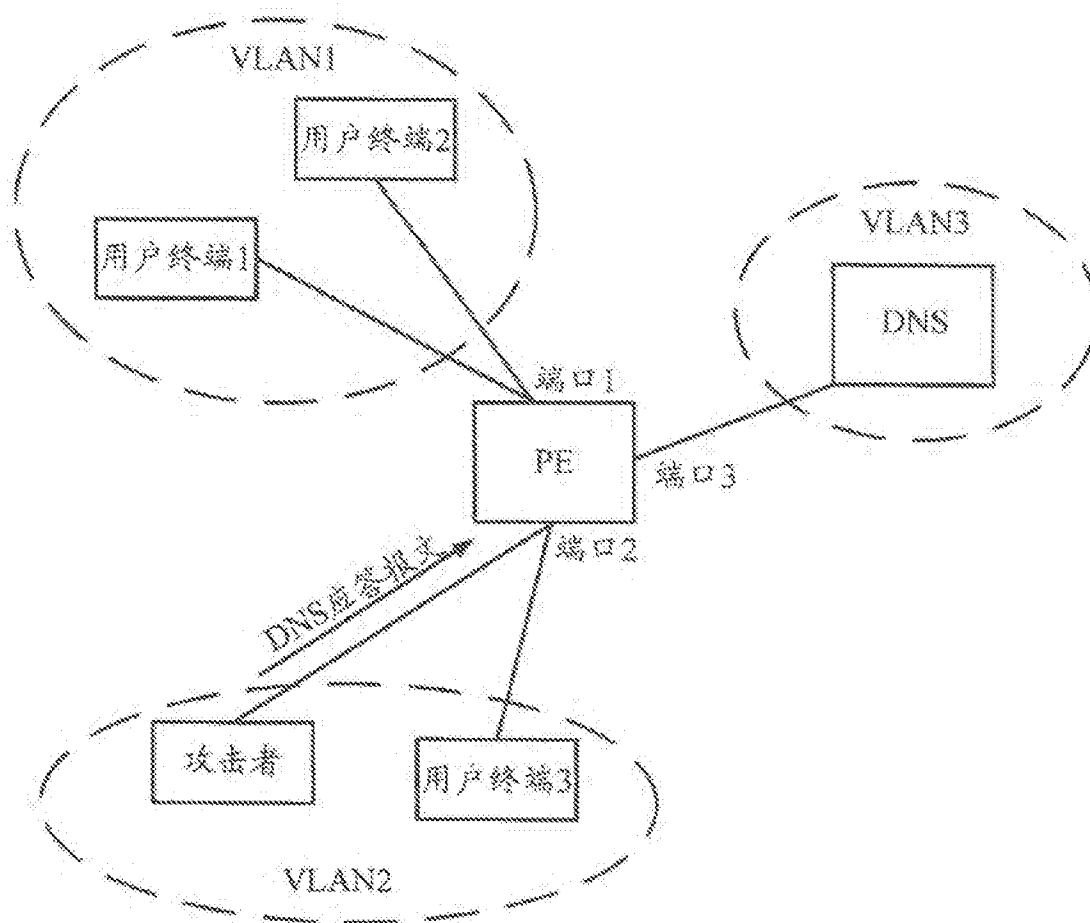 VLAN1
用户终端2
用户终端1
VLAN3
DNS
端口1
PE
端口3
端口2
DNS应答报文
攻击者
用户终端3
VLAN2